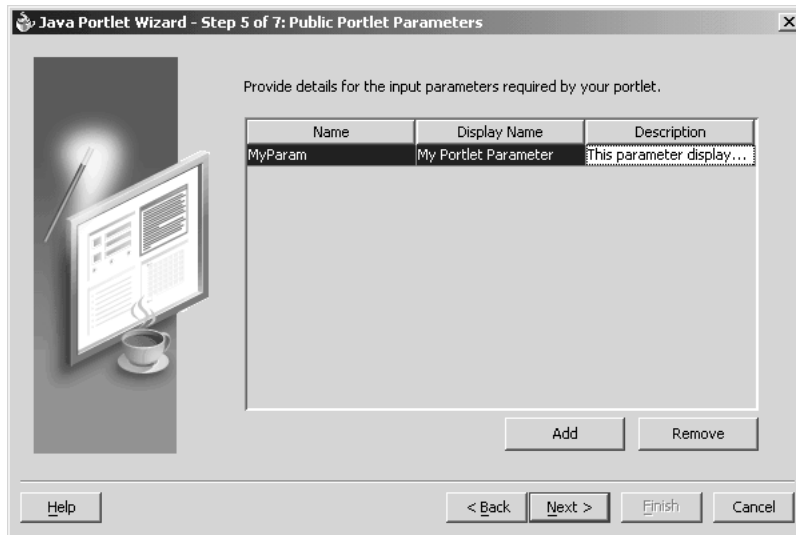 Java Portlet Wizard - Step 5 of 7: Public Portlet Parameters
Provide details for the input parameters required by your portlet.
Name Display Name Description
MyParam My Portlet Parameter This parameter display...
Add Remove
Help < Back Next > Finish Cancel